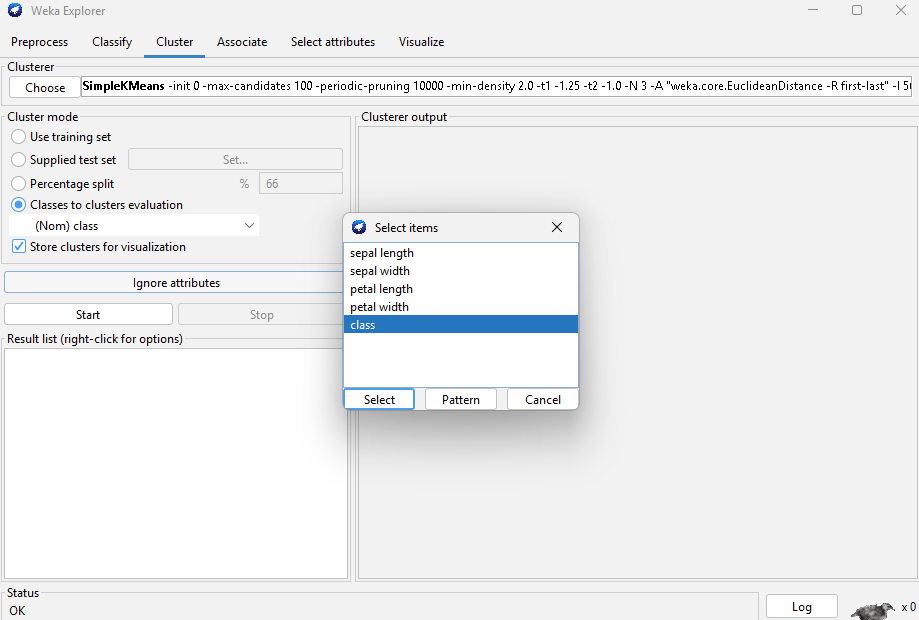 Weka Explorer
Preprocess Classify Cluster Associate Select attributes Visualize
Clusterer
Choose SimpleKMeans -init 0 -max-candidates 100 -periodic-pruning 10000 -min-density 2.0 -t1 -1.25 -t2 -1.0 -N 3 -A "weka.core.EuclideanDistance -R first-last" -I
Cluster mode
Use training set
Supplied test set Set...
Percentage split % 66
Classes to clusters evaluation
(Nom) class
Store clusters for visualization
Ignore attributes
Start Stop
Result list (right-click for options)
Clusterer output
Select items
sepal length
sepal width
petal length
petal width
class
Select Pattern Cancel
Status
OK
Log x 0